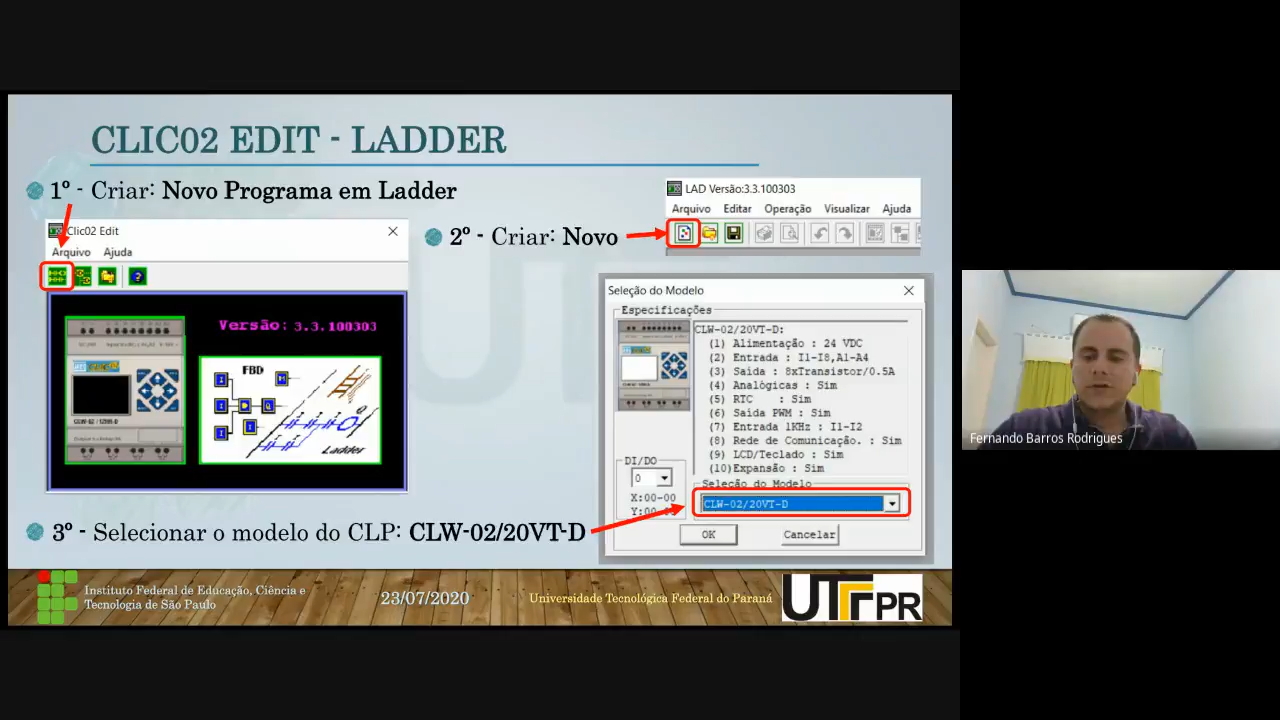 CLIC02 EDIT - LADDER
1º - Criar: Novo Programa em Ladder
Clic02 Edit
Arquivo Ajuda
Versão: 3.3.100303
FBD
Ladder
2º - Criar: Novo
LAD Versão:3.3.100303
Arquivo Editar Operação Visualizar Ajuda
Seleção do Modelo
Especificações
CLW-02/20VT-D:
(1) Alimentação : 24 VDC
(2) Entrada : I1-I8,A1-A4
(3) Saída : 8xTransistor/0.5A
(4) Analógicas : Sim
(5) RTC : Sim
(6) Saída PWM : Sim
(7) Entrada 1KHz : I1-I2
(8) Rede de Comunicação. : Sim
(9) LCD/Teclado : Sim
(10)Expansão : Sim
DI/DO
0
X:00-00
Y:00-
Seleção do Modelo
CLW-02/20VT-D
OK Cancelar
3º - Selecionar o modelo do CLP: CLW-02/20VT-D
Instituto Federal de Educação, Ciência e
Tecnologia de São Paulo
23/07/2020
Universidade Tecnológica Federal do Paraná
UTFPR
Fernando Barros Rodrigues